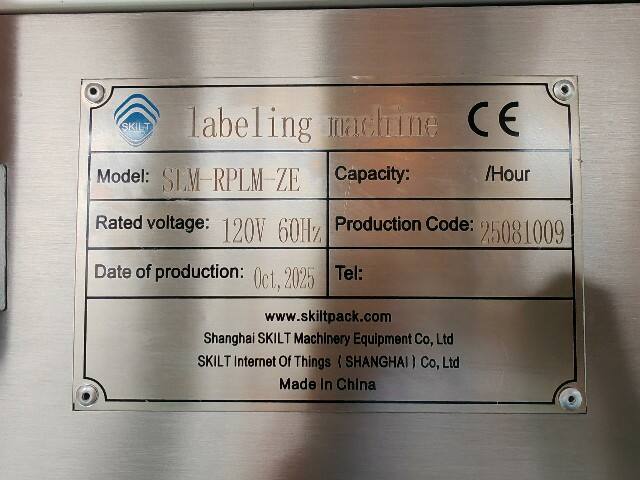 SKILT labeling machine CE
Model: SLM-RPLM-ZE Capacity: /Hour
Rated voltage: 120V 60Hz Production Code: 25081009
Date of production: Oct,2025 Tel:
www.skiltpack.com
Shanghai SKILT Machinery Equipment Co, Ltd
SKILT Internet Of Things ( SHANGHAI ) Co, Ltd
Made In China